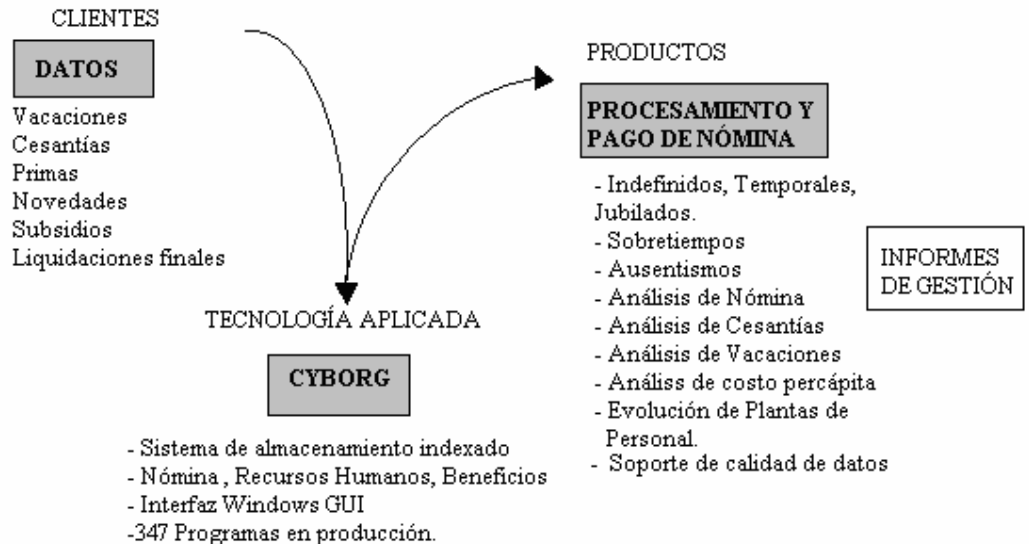 CLIENTES
DATOS
Vacaciones
Cesantías
Primas
Novedades
Subsidios
Liquidaciones finales
TECNOLOGÍA APLICADA
CYBORG
- Sistema de almacenamiento indexado
- Nómina , Recursos Humanos, Beneficios
- Interfaz Windows GUI
-347 Programas en producción.
PRODUCTOS
PROCESAMIENTO Y
PAGO DE NÓMINA
- Indefinidos, Temporales,
Jubilados.
- Sobretiempos
- Ausentismos
- Análisis de Nómina
- Análisis de Cesantías
- Análisis de Vacaciones
- Análiss de costo percápita
- Evolución de Plantas de
Personal.
- Soporte de calidad de datos
INFORMES
DE GESTIÓN